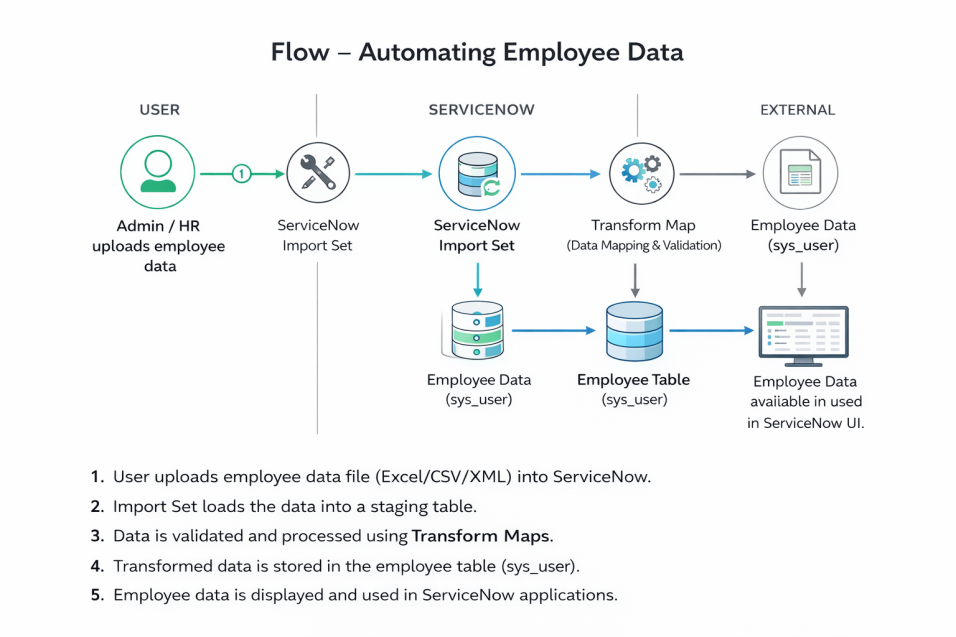 Flow – Automating Employee Data
USER
SERVICENOW
EXTERNAL
1
Admin / HR
uploads employee
data
ServiceNow
Import Set
ServiceNow
Import Set
Transform Map
(Data Mapping & Validation)
Employee Data
(sys_user)
Employee Data
(sys_user)
Employee Table
(sys_user)
Employee Data
available in used
in ServiceNow UI.
1. User uploads employee data file (Excel/CSV/XML) into ServiceNow.
2. Import Set loads the data into a staging table.
3. Data is validated and processed using Transform Maps.
4. Transformed data is stored in the employee table (sys_user).
5. Employee data is displayed and used in ServiceNow applications.